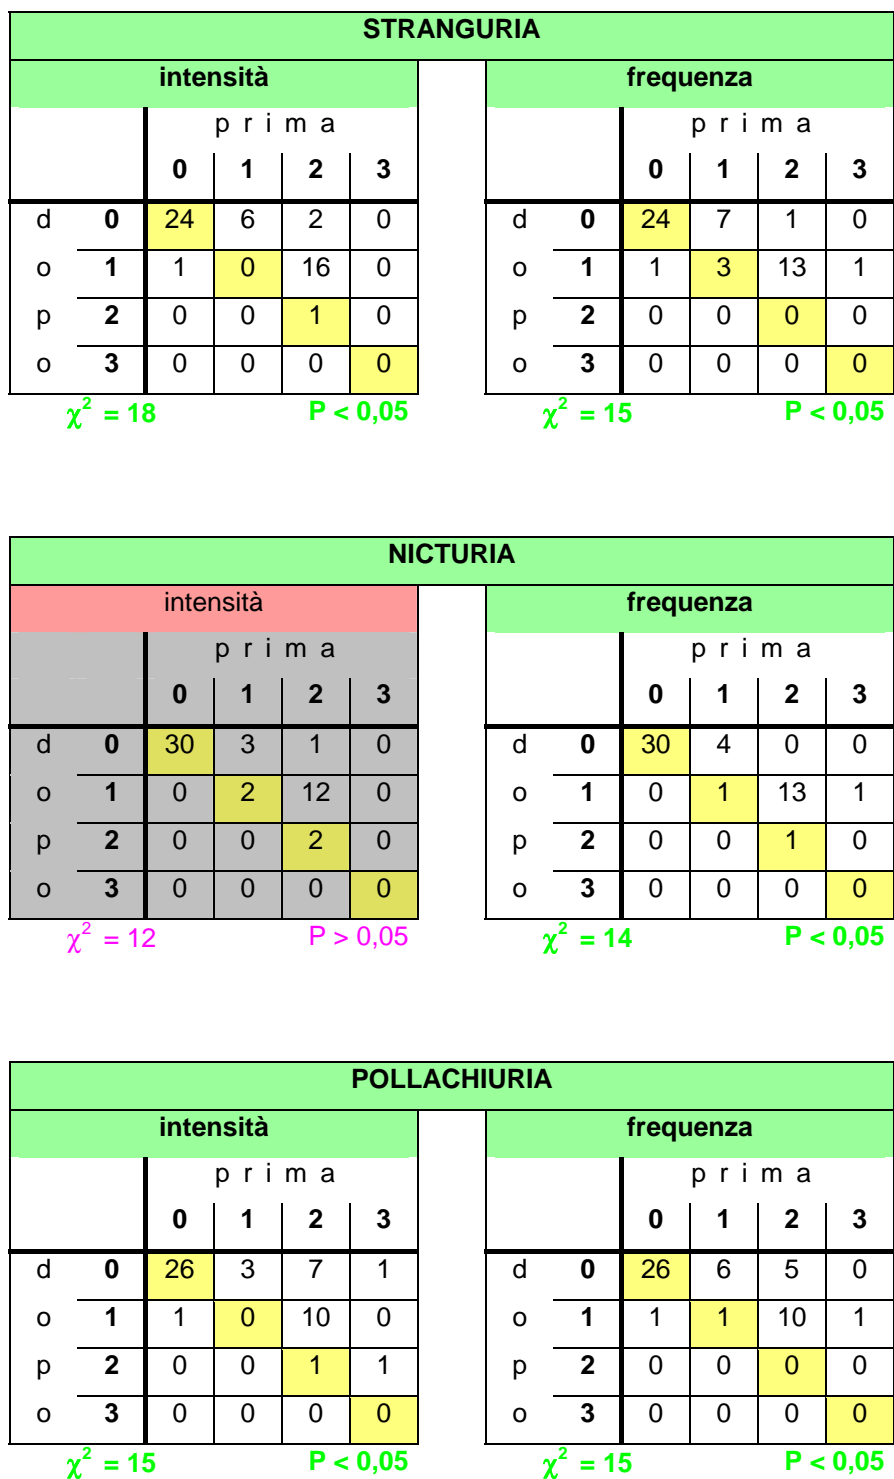 STRANGURIA
intensità frequenza
p r i m a p r i m a
0 1 2 3 0 1 2 3
d 0 24 6 2 0 d 0 24 7 1 0
o 1 1 0 16 0 o 1 1 3 13 1
p 2 0 0 1 0 p 2 0 0 0 0
o 3 0 0 0 0 o 3 0 0 0 0
χ² = 18 P < 0,05 χ² = 15 P < 0,05
NICTURIA
intensità frequenza
p r i m a p r i m a
0 1 2 3 0 1 2 3
d 0 30 3 1 0 d 0 30 4 0 0
o 1 0 2 12 0 o 1 0 1 13 1
p 2 0 0 2 0 p 2 0 0 1 0
o 3 0 0 0 0 o 3 0 0 0 0
χ² = 12 P > 0,05 χ² = 14 P < 0,05
POLLACHIURIA
intensità frequenza
p r i m a p r i m a
0 1 2 3 0 1 2 3
d 0 26 3 7 1 d 0 26 6 5 0
o 1 1 0 10 0 o 1 1 1 10 1
p 2 0 0 1 1 p 2 0 0 0 0
o 3 0 0 0 0 o 3 0 0 0 0
χ² = 15 P < 0,05 χ² = 15 P < 0,05